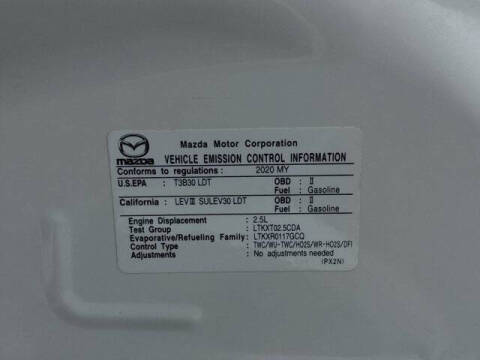 Mazda Motor Corporation
mazda VEHICLE EMISSION CONTROL INFORMATION
Conforms to regulations: 2020 MY
U.S.EPA : T3B30 LDT OBD : II
Fuel : Gasoline
California : LEVIII SULEV30 LDT OBD : II
Fuel : Gasoline
Engine Displacement : 2.5L
Test Group : LTKXT02.5CDA
Evaporative/Refueling Family: LTKXR0117GCQ
Control Type : TWC/WU-TWC/HO2S/WR-HO2S/DFI
Adjustments : No adjustments needed
(PX2N)